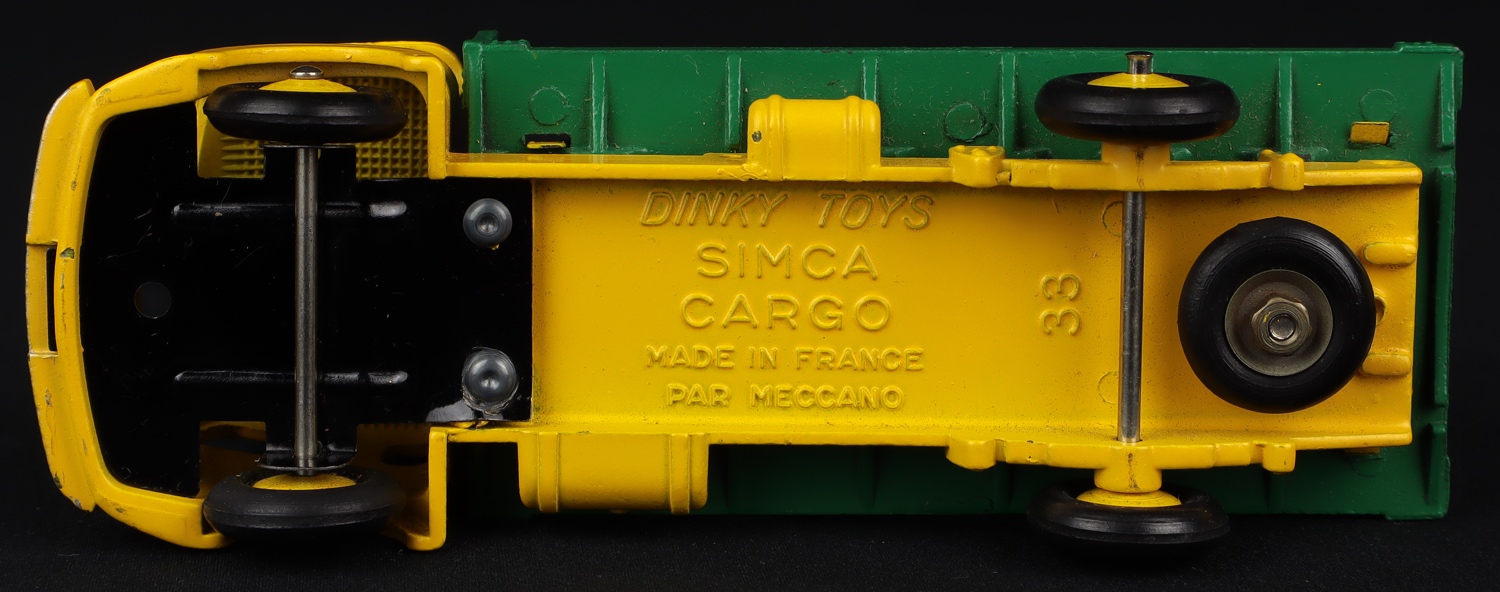 DINKY TOYS
SIMCA
CARGO
MADE IN FRANCE
PAR MECCANO
33